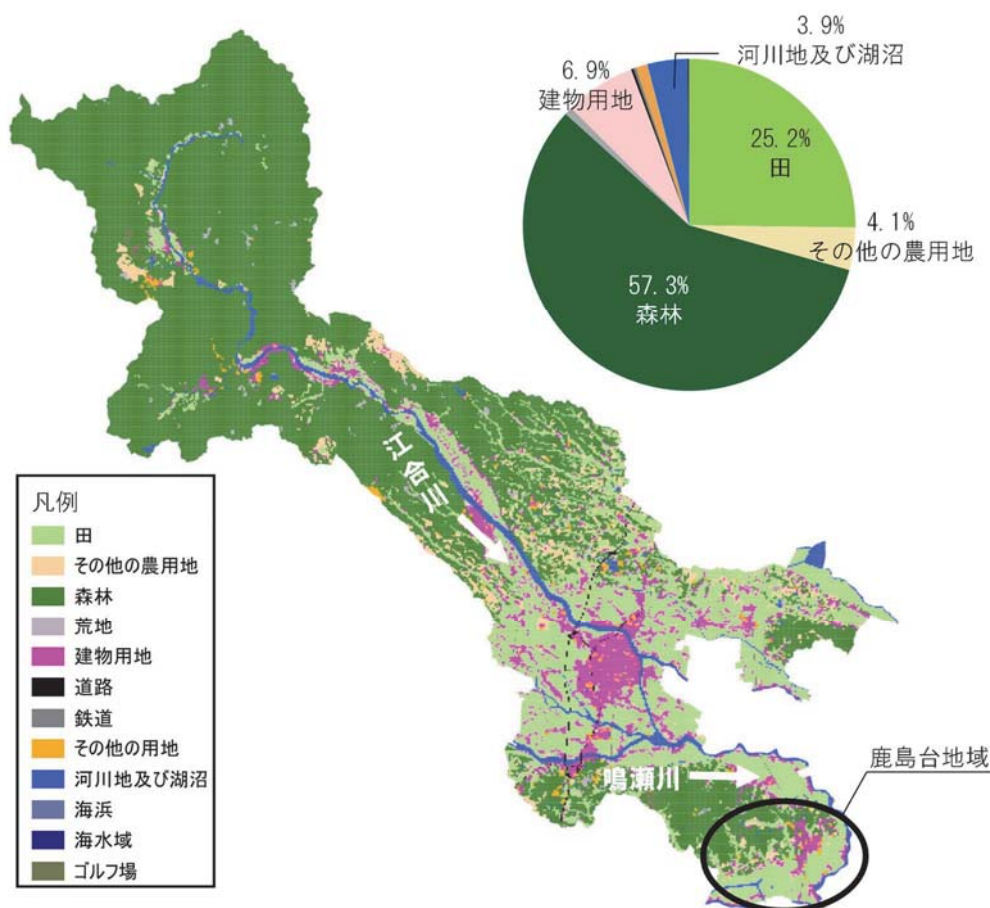 3.9%
河川地及び湖沼
6.9%
建物用地
25.2%
田
4.1%
その他の農用地
57.3%
森林
江合川
凡例
田
その他の農用地
森林
荒地
建物用地
道路
鉄道
その他の用地
河川地及び湖沼
海浜
海水域
ゴルフ場
鳴瀬川
鹿島台地域